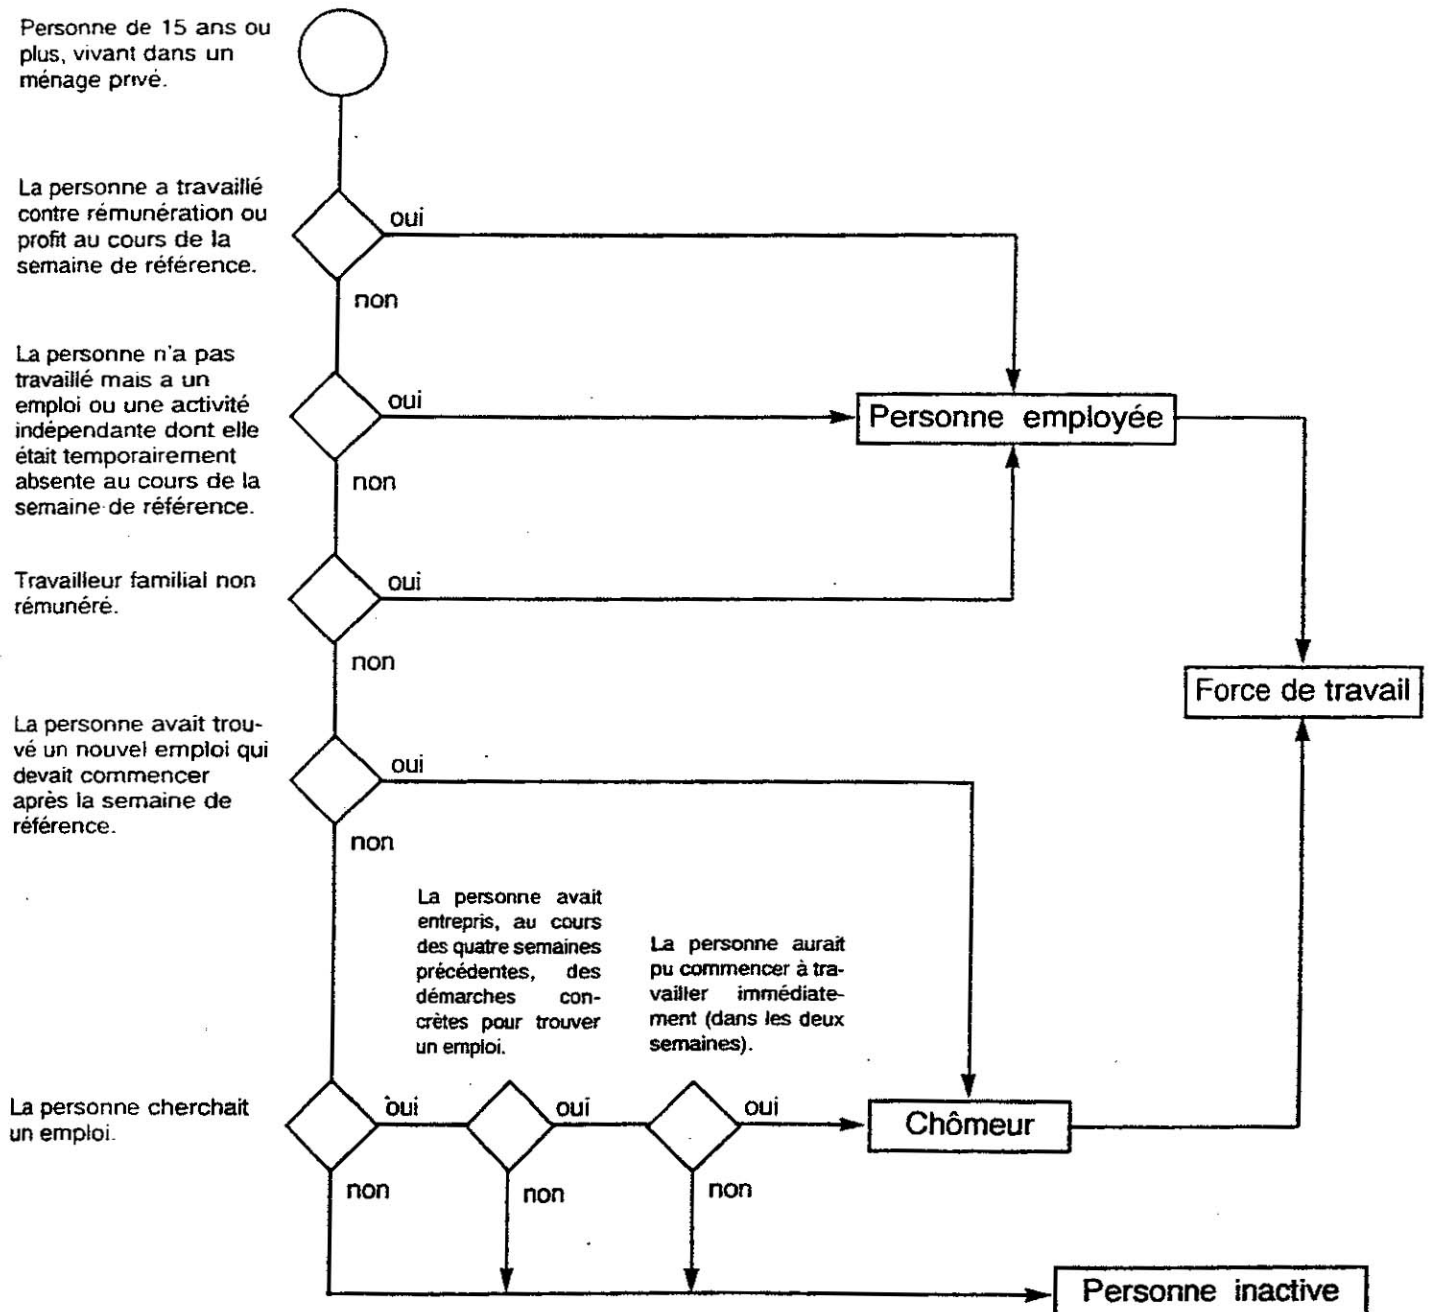 Personne de 15 ans ou
plus, vivant dans un
ménage privé.
La personne a travaillé
contre rémunération ou
profit au cours de la
semaine de référence.
oui
non
La personne n'a pas
travaillé mais a un
emploi ou une activité
indépendante dont elle
était temporairement
absente au cours de la
semaine de référence.
oui
non
Personne employée
Travailleur familial non
rémunéré.
oui
non
Force de travail
La personne avait trou-
vé un nouvel emploi qui
devait commencer
après la semaine de
référence.
oui
non
La personne avait
entrepris, au cours
des quatre semaines
précédentes, des
démarches con-
crètes pour trouver
un emploi.
La personne aurait
pu commencer à tra-
vailler immédiate-
ment (dans les deux
semaines).
La personne cherchait
un emploi.
oui
oui
oui
Chômeur
non
non
non
Personne inactive